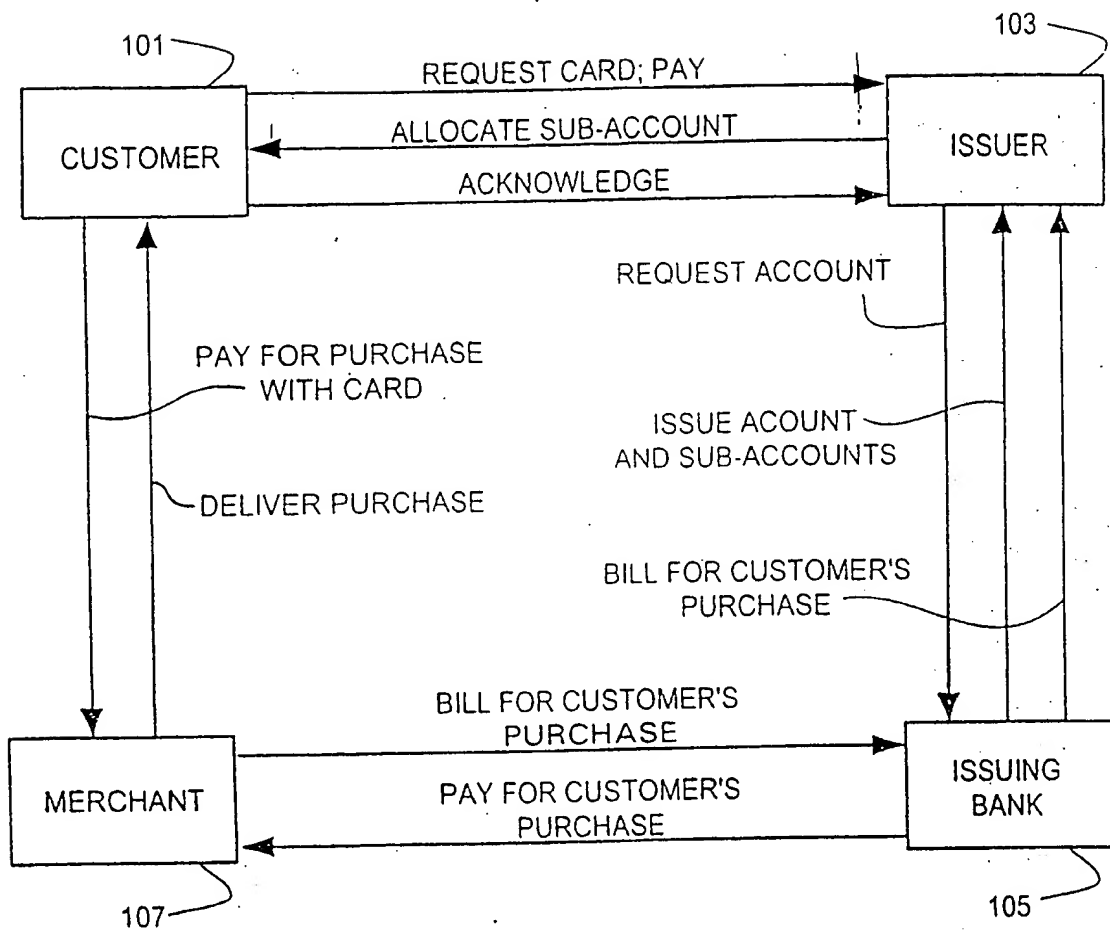 101
103
REQUEST CARD; PAY
ALLOCATE SUB-ACCOUNT
CUSTOMER
ISSUER
ACKNOWLEDGE
REQUEST ACCOUNT
PAY FOR PURCHASE
WITH CARD
ISSUE ACOUNT
AND SUB-ACCOUNTS
DELIVER PURCHASE
BILL FOR CUSTOMER'S
PURCHASE
BILL FOR CUSTOMER'S
PURCHASE
MERCHANT
ISSUING
BANK
PAY FOR CUSTOMER'S
PURCHASE
107
105